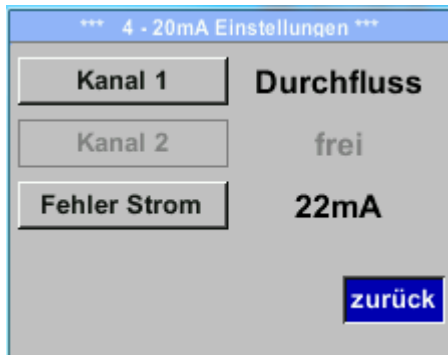 *** 4 - 20mA Einstellungen ***
Kanal 1 Durchfluss
Kanal 2 frei
Fehler Strom 22mA
zurück